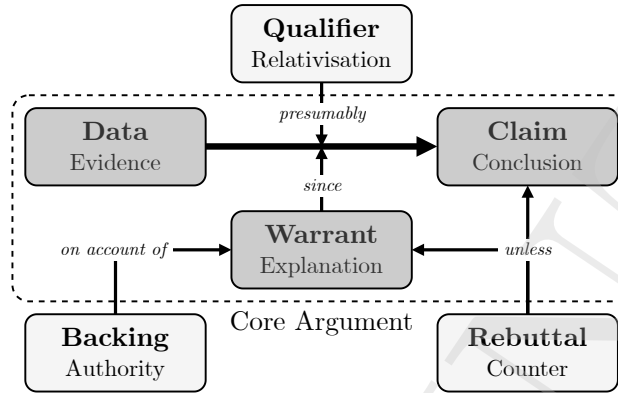 Qualifier
Relativisation
presumably
Data
Evidence
Claim
Conclusion
since
on account of
Warrant
Explanation
unless
Core Argument
Backing
Authority
Rebuttal
Counter